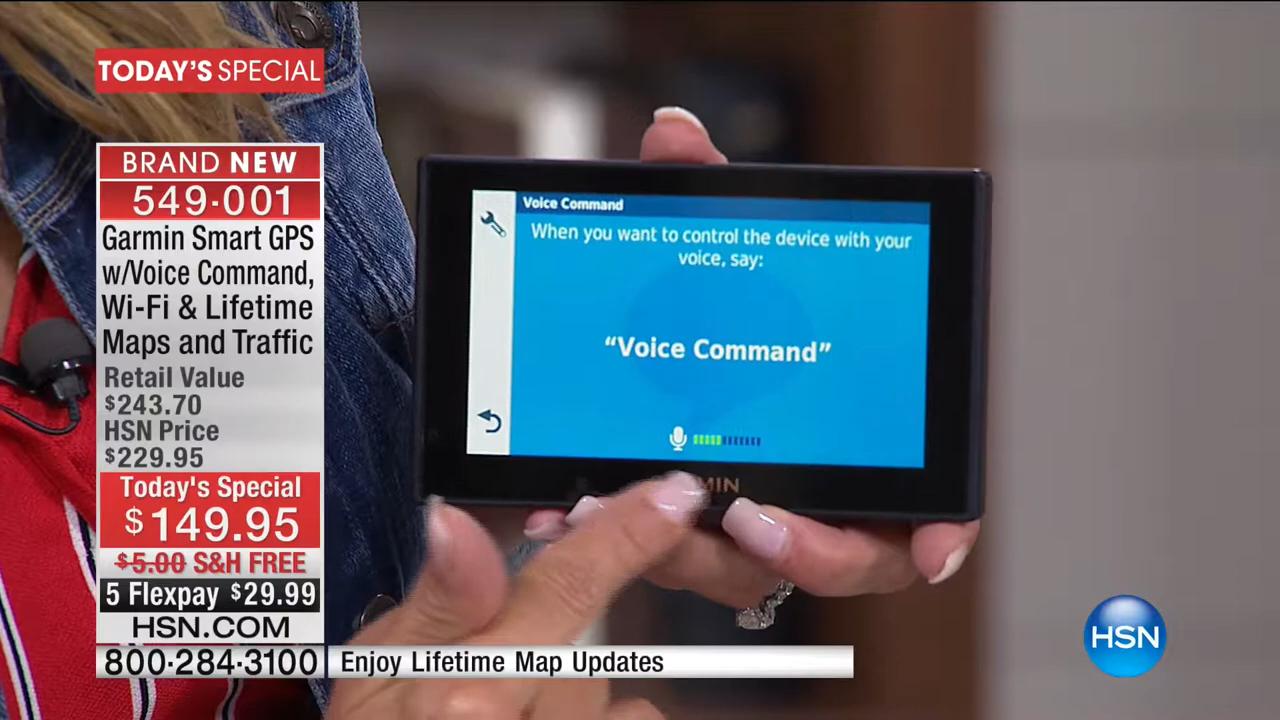 TODAY'S SPECIAL
BRAND NEW
549·001
Garmin Smart GPS
w/Voice Command,
Wi-Fi & Lifetime
Maps and Traffic
Retail Value
$243.70
HSN Price
$229.95
Today's Special
$149.95
$5.00 S&H FREE
5 Flexpay $29.99
HSN.COM
800·284·3100
Enjoy Lifetime Map Updates
Voice Command
When you want to control the device with your
voice, say:
“Voice Command”
MIN
HSN